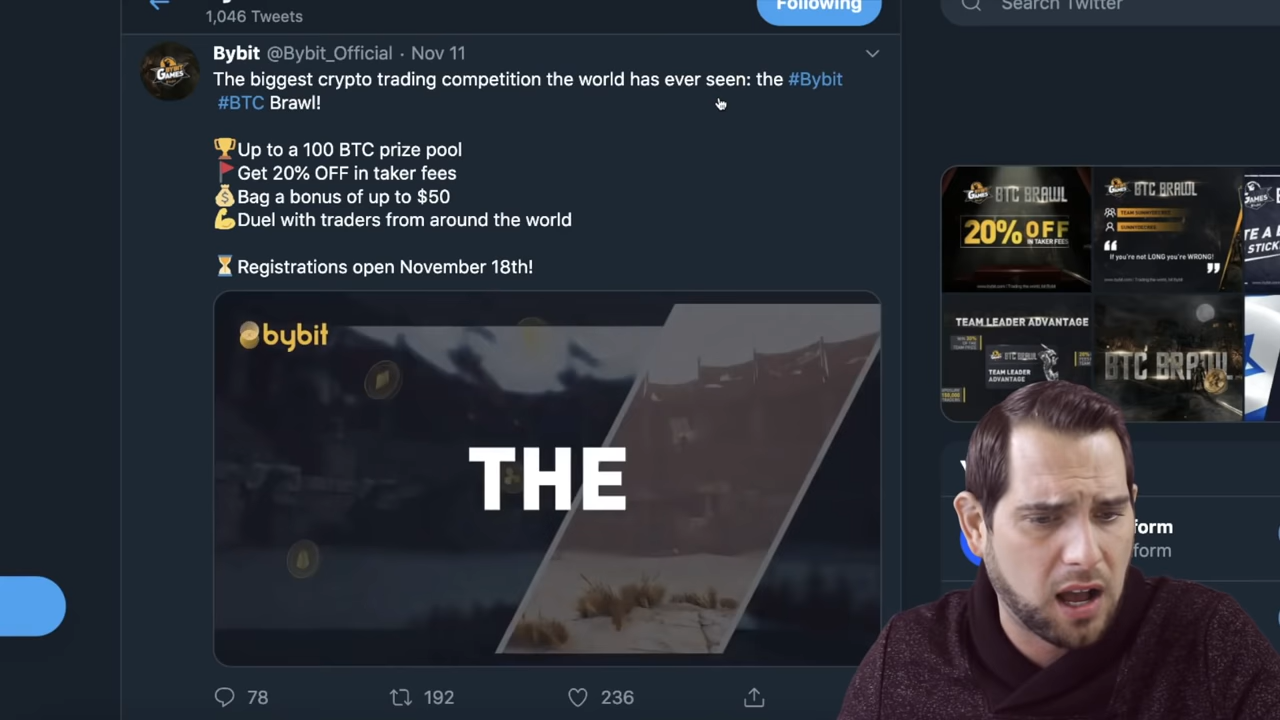 Following
Search Twitter
1,046 Tweets
Bybit @Bybit_Official · Nov 11
The biggest crypto trading competition the world has ever seen: the #Bybit
#BTC Brawl!
🏆Up to a 100 BTC prize pool
🚩Get 20% OFF in taker fees
💰Bag a bonus of up to $50
💪Duel with traders from around the world
⏳Registrations open November 18th!
bybit
THE
78
192
236
BTC BRAWL
20% OFF
IN TAKER FEES
BTC BRAWL
If you're not LONG you're WRONG!
TEAM LEADER ADVANTAGE
BTC BRAWL
TEAM LEADER
ADVANTAGE
BTC BRAWL
form
form